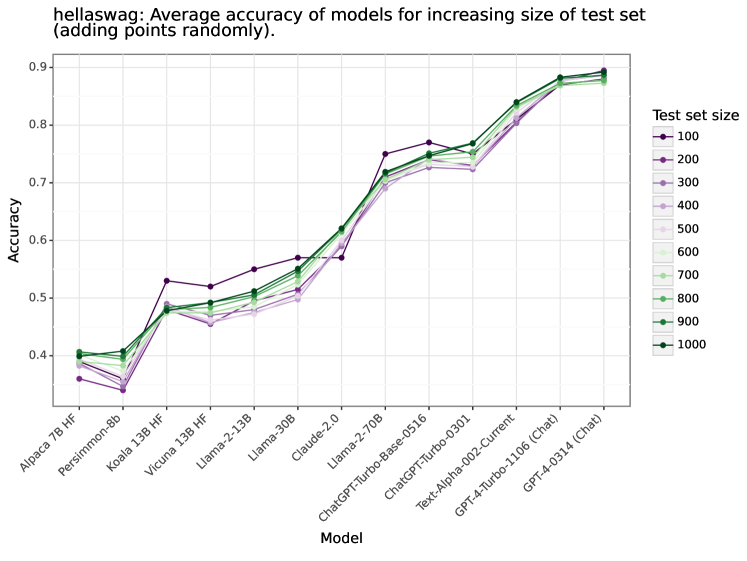 hellaswag: Average accuracy of models for increasing size of test set
(adding points randomly).
0.9
0.8
0.7
0.6
0.5
0.4
Accuracy
Alpaca 7B HF
Persimmon-8b
Koala 13B HF
Vicuna 13B HF
Llama-2-13B
Llama-30B
Claude-2.0
Llama-2-70B
ChatGPT-Turbo-Base-0516
ChatGPT-Turbo-0301
Text-Alpha-002-Current
GPT-4-Turbo-1106 (Chat)
GPT-4-0314 (Chat)
Model
Test set size
100
200
300
400
500
600
700
800
900
1000